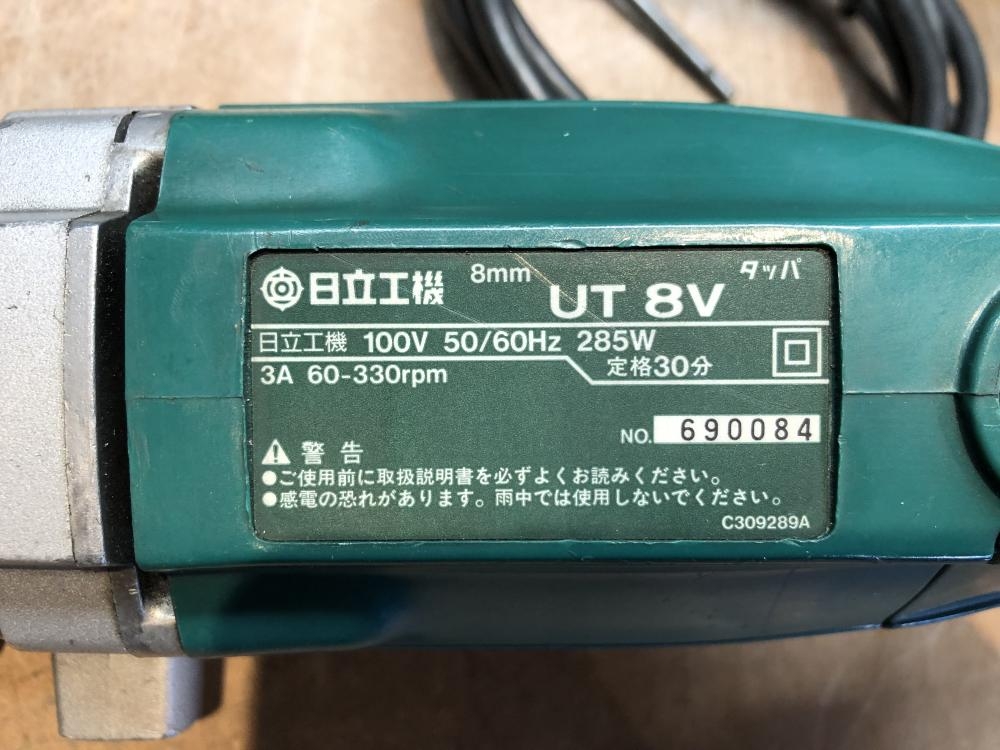 日立工機 8mm UT 8V タッパ
日立工機 100V 50/60Hz 285W
3A 60-330rpm 定格30分
NO. 690084
警告
●ご使用前に取扱説明書を必ずよくお読みください。
●感電の恐れがあります。雨中では使用しないでください。
C309289A